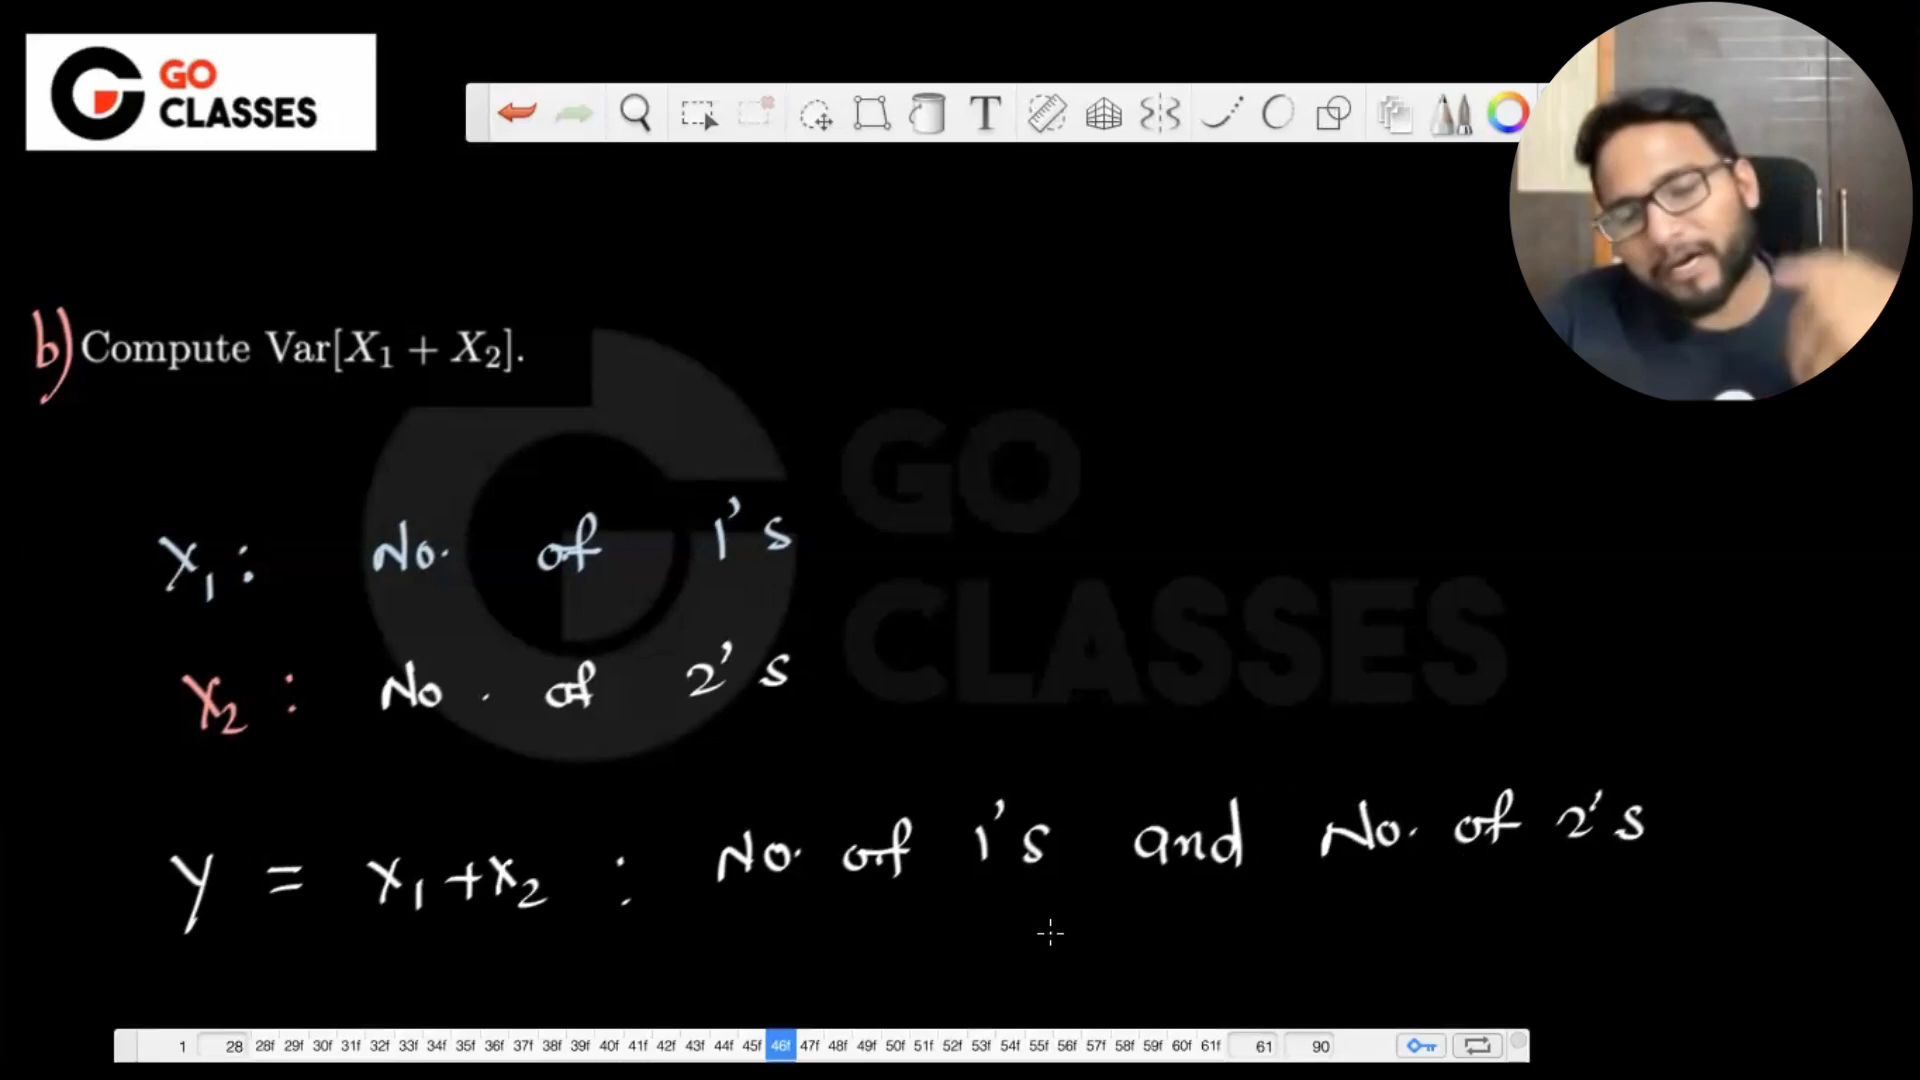 GO
CLASSES
T
b) Compute Var[X₁ + X₂].
GO
CLASSES
X₁ : No. of 1's
X₂ : No. of 2's
Y = X₁+X₂ : No. of 1's and No. of 2's
1 28 28f 29f 30f 31f 32f 33f 34f 35f 36f 37f 38f 39f 40f 41f 42f 43f 44f 45f 46f 47f 48f 49f 50f 51f 52f 53f 54f 55f 56f 57f 58f 59f 60f 61f 61 90